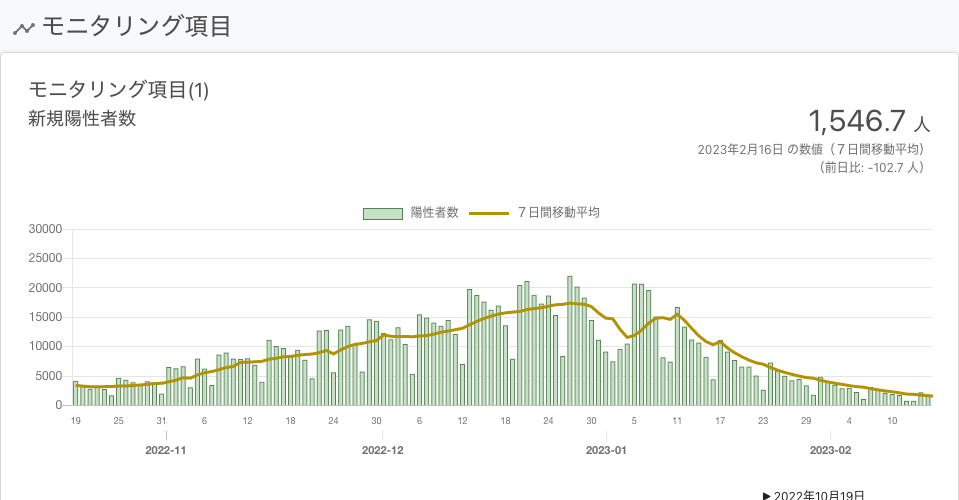 モニタリング項目
モニタリング項目(1)
新規陽性者数
1,546.7 人
2023年2月16日 の数値（７日間移動平均）
（前日比: -102.7 人）
陽性者数 ７日間移動平均
30000
25000
20000
15000
10000
5000
0
19 25 31 6 12 18 24 30 6 12 18 24 30 5 11 17 23 29 4 10
2022-11 2022-12 2023-01 2023-02
▶ 2022年10月19日